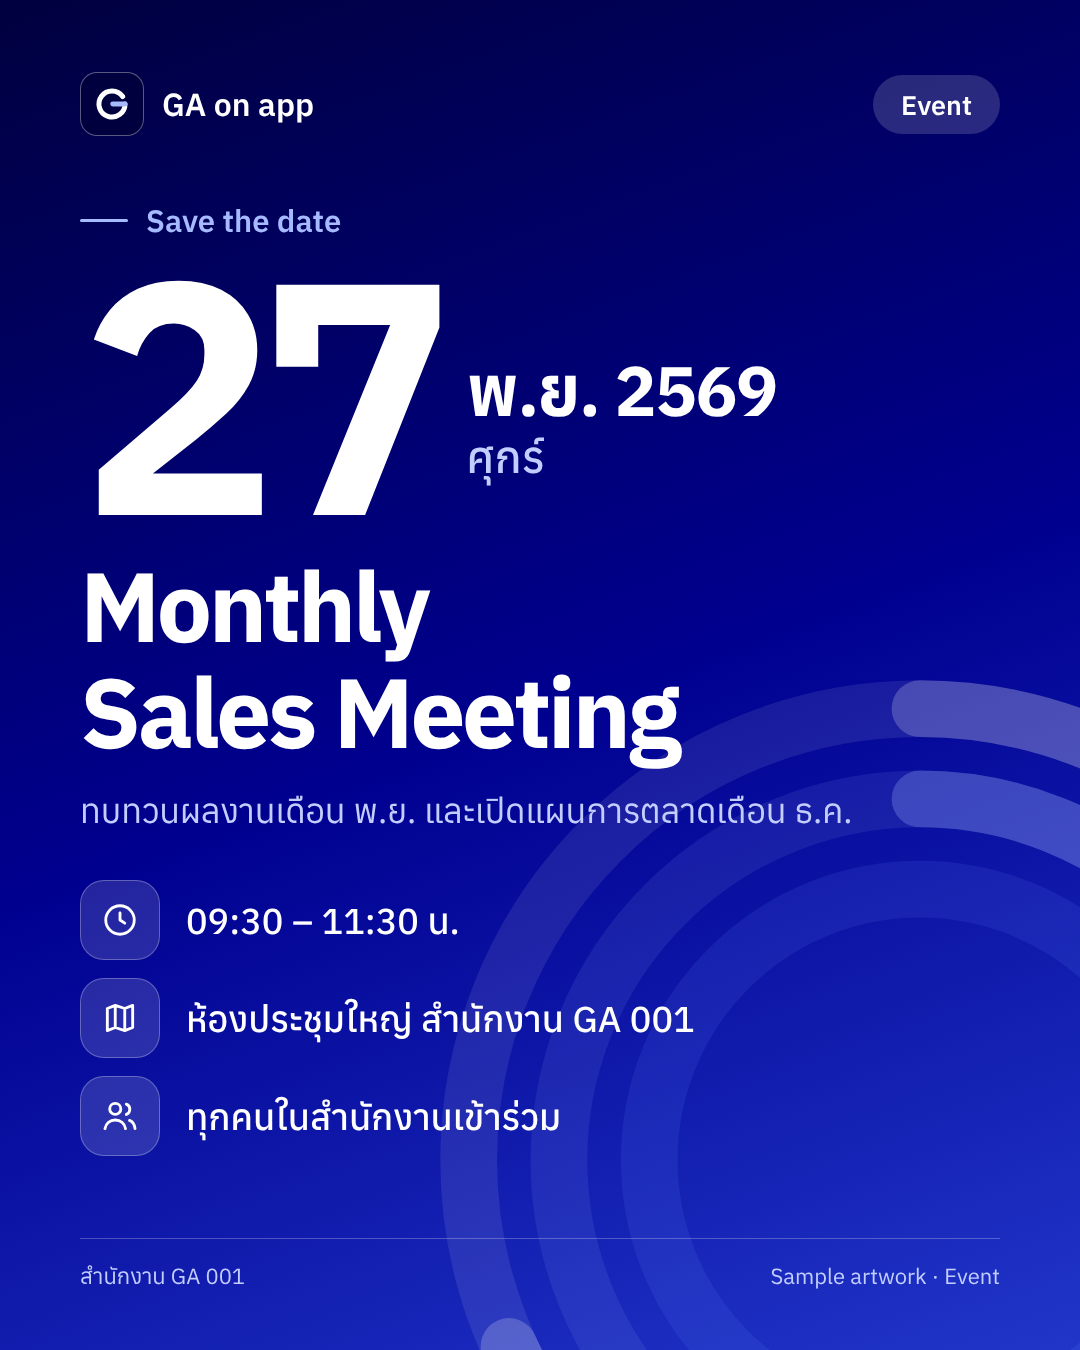 GA on app
Event
Save the date
27
พ.ย. 2569
ศุกร์
Monthly
Sales Meeting
ทบทวนผลงานเดือน พ.ย. และเปิดแผนการตลาดเดือน ธ.ค.
09:30 – 11:30 น.
ห้องประชุมใหญ่ สำนักงาน GA 001
ทุกคนในสำนักงานเข้าร่วม
สำนักงาน GA 001
Sample artwork · Event